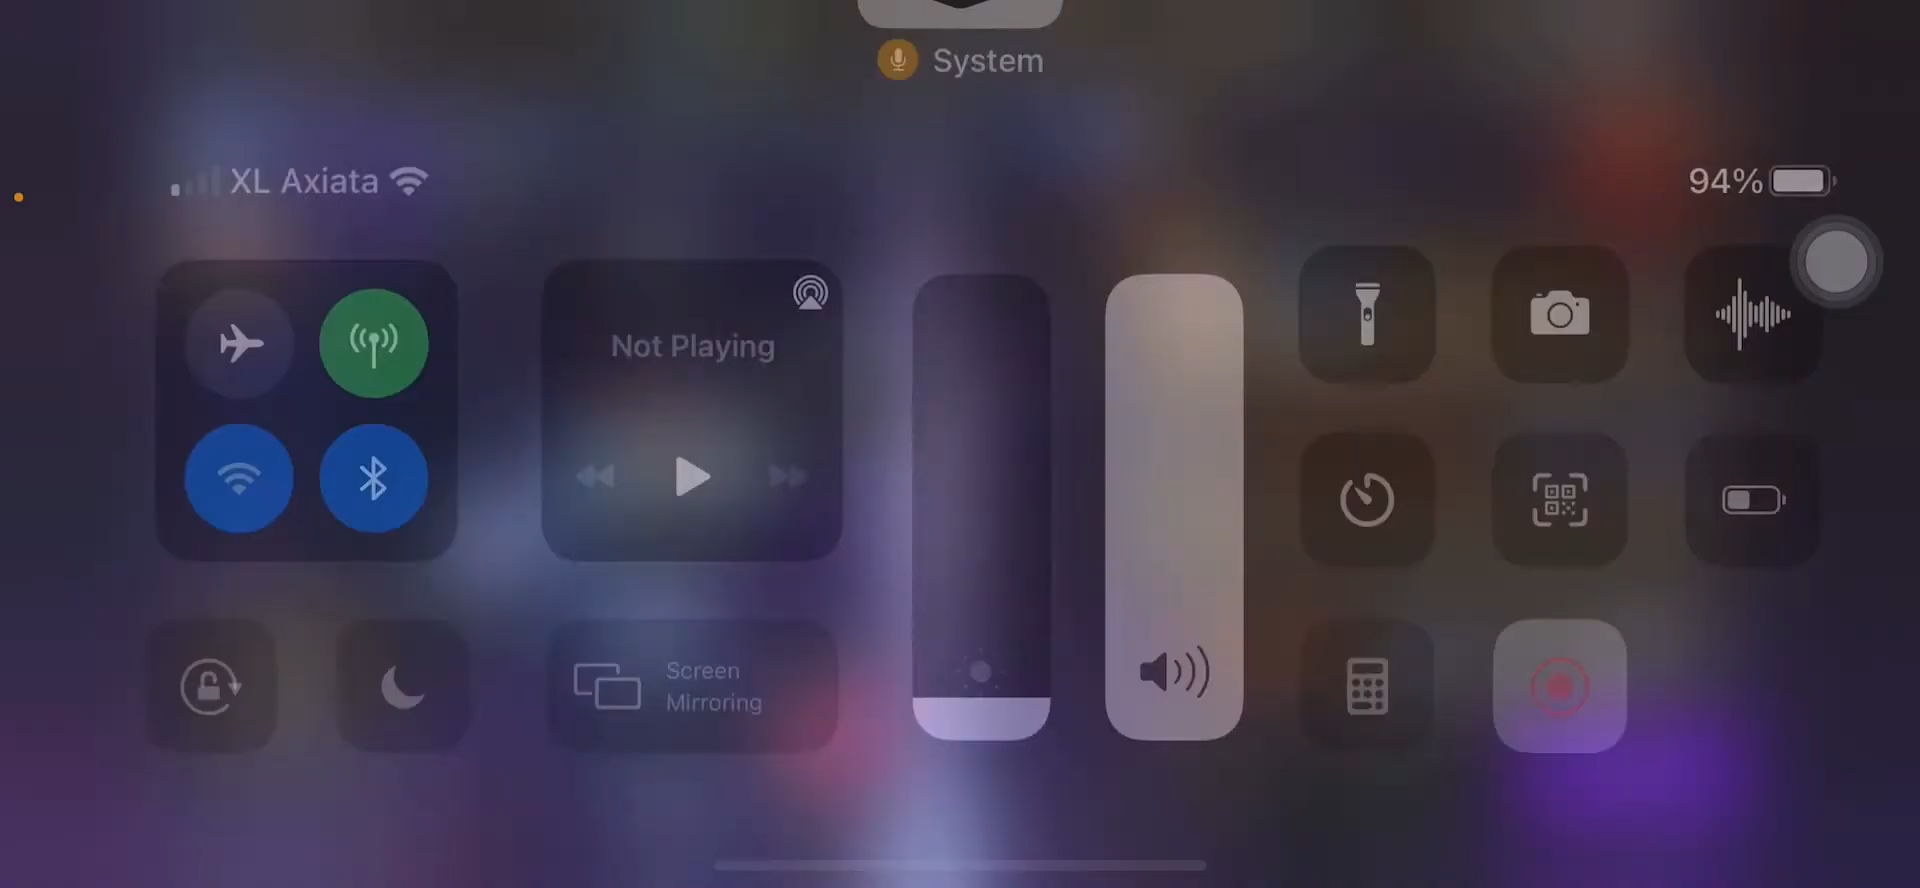 System
XL Axiata
94%
Not Playing
Screen
Mirroring